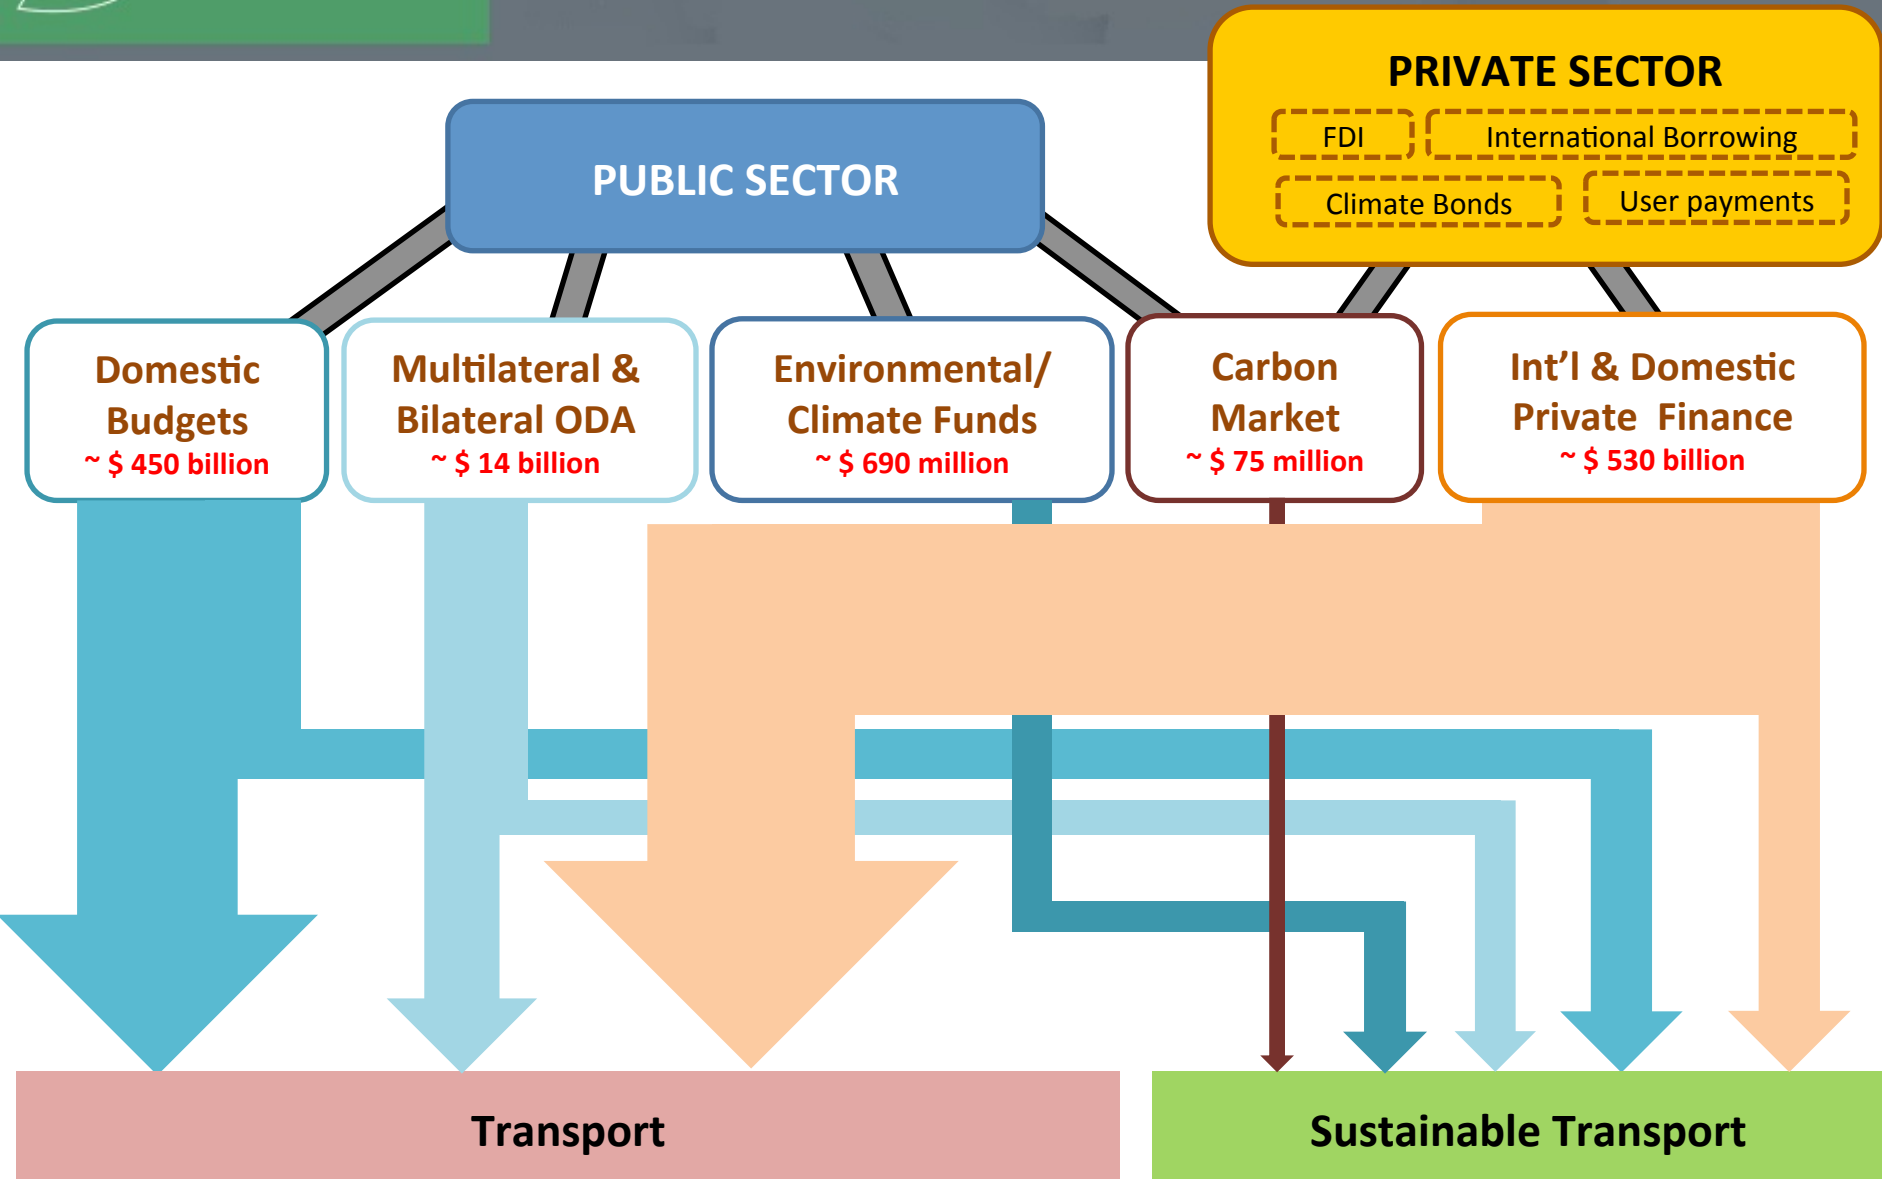 PRIVATE SECTOR
FDI
International Borrowing
Climate Bonds
User payments
PUBLIC SECTOR
Domestic
Budgets
~ $ 450 billion
Multilateral &
Bilateral ODA
~ $ 14 billion
Environmental/
Climate Funds
~ $ 690 million
Carbon
Market
~ $ 75 million
Int'l & Domestic
Private Finance
~ $ 530 billion
Transport
Sustainable Transport